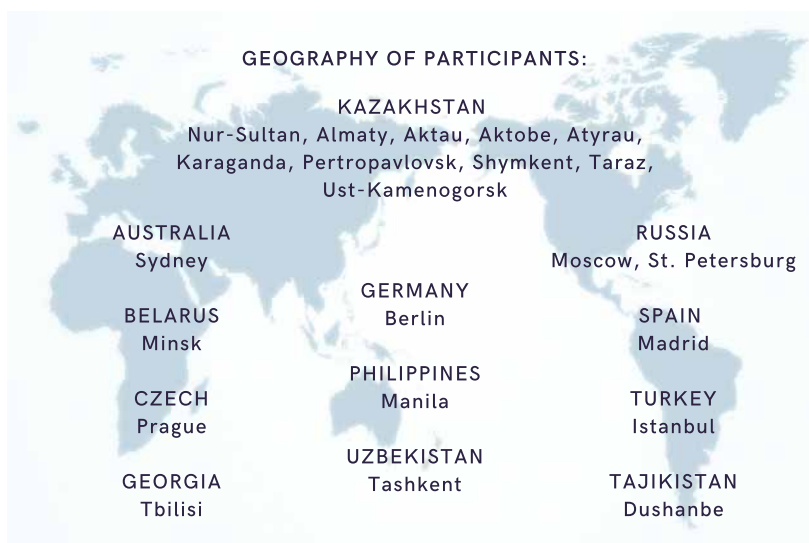 GEOGRAPHY OF PARTICIPANTS:
KAZAKHSTAN
Nur-Sultan, Almaty, Aktau, Aktobe, Atyrau,
Karaganda, Pertropavlovsk, Shymkent, Taraz,
Ust-Kamenogorsk
AUSTRALIA
Sydney
BELARUS
Minsk
CZECH
Prague
GEORGIA
Tbilisi
GERMANY
Berlin
PHILIPPINES
Manila
UZBEKISTAN
Tashkent
RUSSIA
Moscow, St. Petersburg
SPAIN
Madrid
TURKEY
Istanbul
TAJIKISTAN
Dushanbe